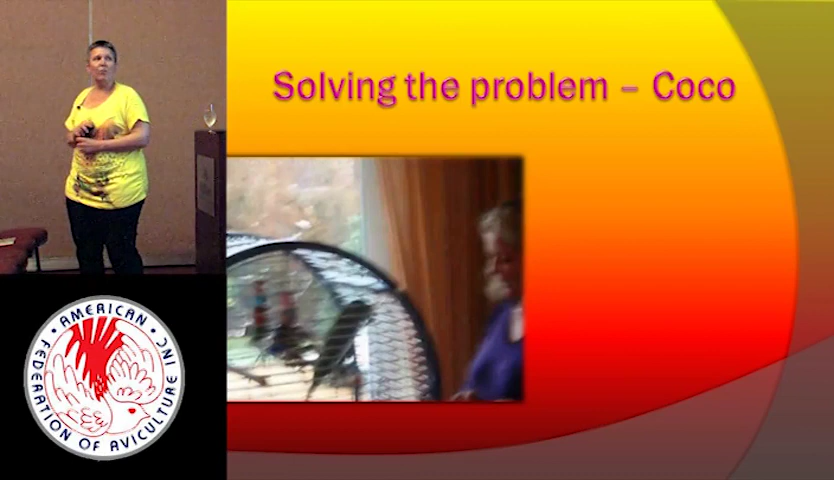 Solving the problem – Coco
AMERICAN
FEDERATION OF AVICULTURE INC